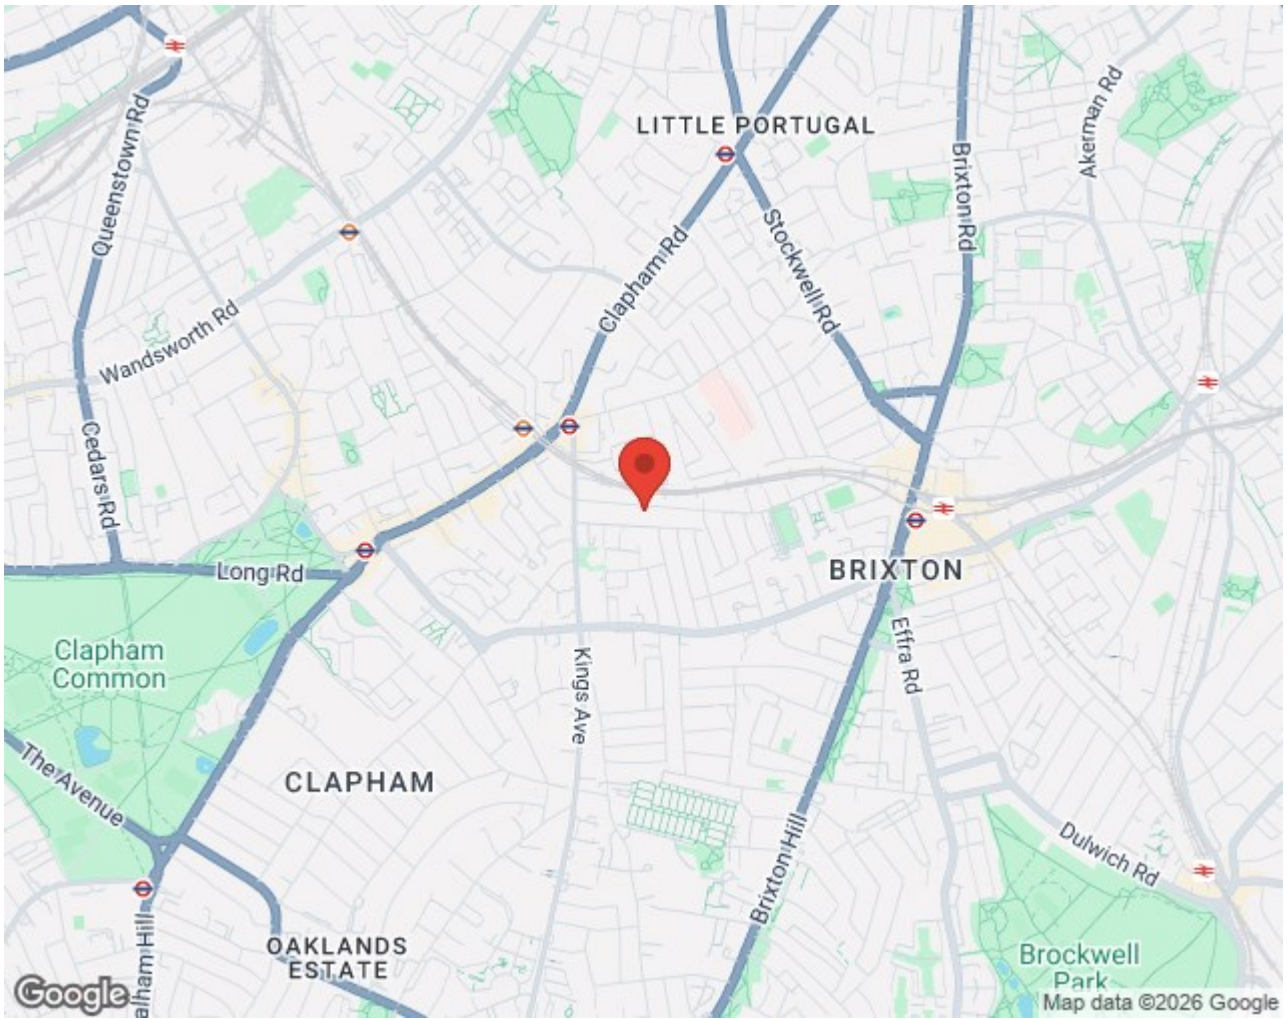 LITTLE PORTUGAL
Akerman Rd
Queenstown Rd
Brixton Rd
Stockwell Rd
Clapham Rd
Wandsworth Rd
Cedars Rd
Long Rd
BRIXTON
Effra Rd
Clapham
Common
Kings Ave
The Avenue
CLAPHAM
Dulwich Rd
Brixton Hill
alham Hill
OAKLANDS
ESTATE
Brockwell
Park
Google
Map data ©2026 Google